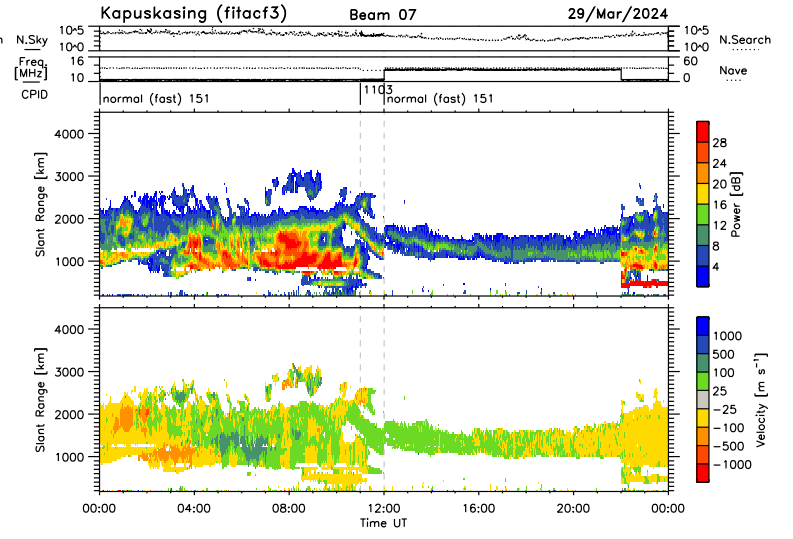 Kapuskasing (fitacf3) Beam 07 29/Mar/2024
n N.Sky 10^5 10^0 10^5 10^0 N.Search
Freq. [MHz] 16 10 60 0 Nave
CPID normal (fast) 151 1103 normal (fast) 151
Slant Range [km]
4000
3000
2000
1000
28
24
20
16
12
8
4
Power [dB]
Slant Range [km]
4000
3000
2000
1000
1000
500
100
25
−25
−100
−500
−1000
Velocity [m s⁻¹]
00:00 04:00 08:00 12:00 16:00 20:00 00:00
Time UT